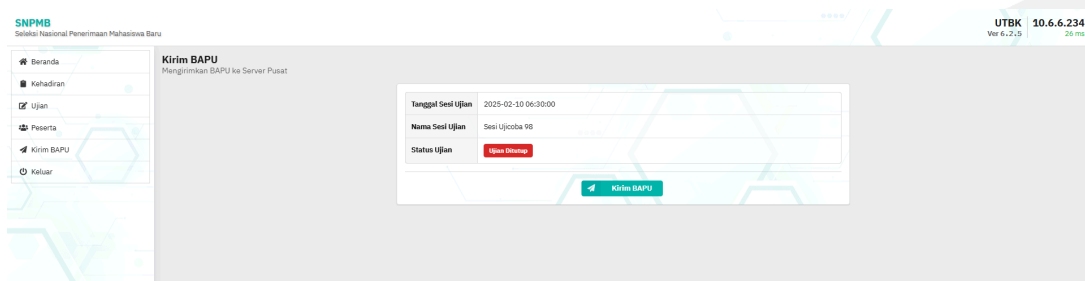 SNPMB
Seleksi Nasional Penerimaan Mahasiswa Baru
UTBK
Ver 6.2.5
10.6.6.234
26 ms
Beranda
Kehadiran
Ujian
Peserta
Kirim BAPU
Keluar
Kirim BAPU
Mengirimkan BAPU ke Server Pusat
Tanggal Sesi Ujian 2025-02-10 06:30:00
Nama Sesi Ujian Sesi Ujicoba 98
Status Ujian Ujian Ditutup
Kirim BAPU